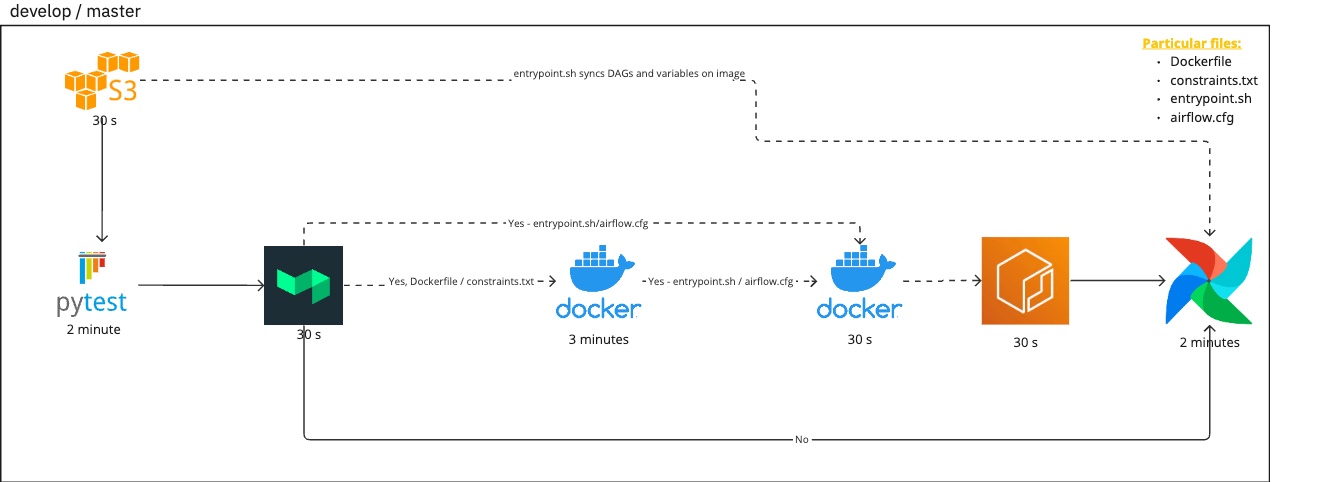 develop / master
Particular files:
· Dockerfile
· constraints.txt
· entrypoint.sh
· airflow.cfg
S3
30 s
entrypoint.sh syncs DAGs and variables on image
Yes - entrypoint.sh/airflow.cfg
pytest
2 minute
30 s
Yes, Dockerfile / constraints.txt
docker
3 minutes
Yes - entrypoint.sh / airflow.cfg
docker
30 s
30 s
2 minutes
No